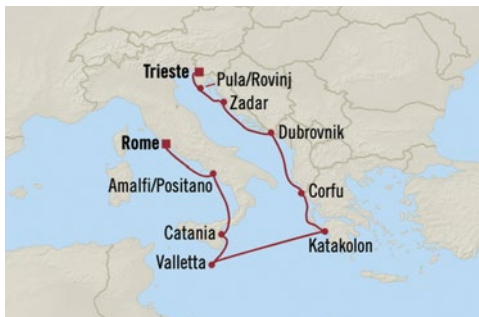 Trieste
Pula/Rovinj
Zadar
Dubrovnik
Rome
Amalfi/Positano
Corfu
Catania
Katakolon
Valletta